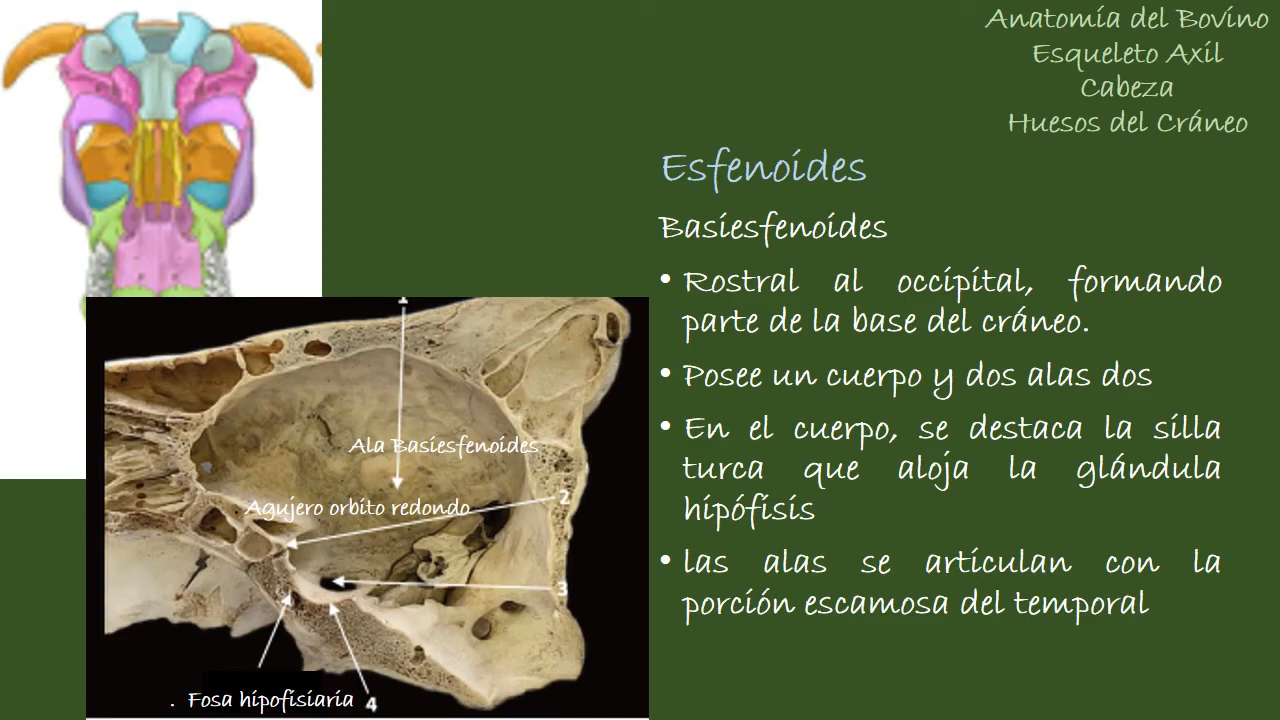 Anatomía del Bovino
Esqueleto Axil
Cabeza
Huesos del Cráneo
Esfenoides
Basiesfenoides
• Rostral al occipital, formando
parte de la base del cráneo.
• Posee un cuerpo y dos alas dos
• En el cuerpo, se destaca la silla
turca que aloja la glándula
hipófisis
• las alas se articulan con la
porción escamosa del temporal
1
Ala Basiesfenoides
2
Agujero orbito redondo
3
. Fosa hipofisiaria
4